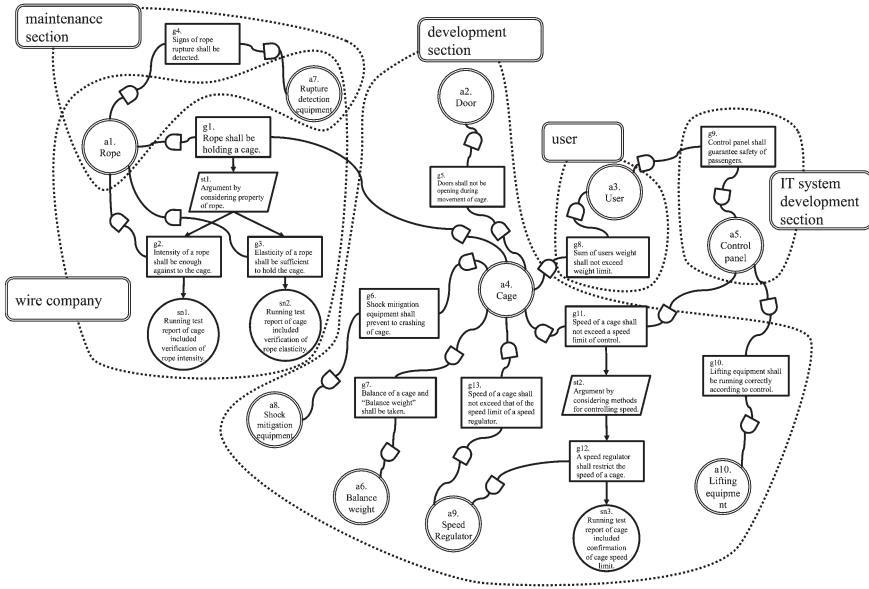 maintenance
section
g4.
Signs of rope
rupture shall be
detected.
development
section
a7.
Rupture
detection
equipment
a2.
Door
a1.
Rope
g1.
Rope shall be
holding a cage.
user
g9.
Control panel shall
guarantee safety of
passengers.
st1.
Argument by
considering property
of rope.
g5.
Doors shall not be
opening during
movement of cage.
a3.
User
IT system
development
section
g2.
Intensity of a rope
shall be enough
against to the cage.
g3.
Elasticity of a rope
shall be sufficient
to hold the cage.
g8.
Sum of users weight
shall not exceed
weight limit.
a5.
Control
panel
a4.
Cage
wire company
sn1.
Running test
report of cage
included
verification of
rope intensity.
sn2.
Running test
report of cage
included
verification of
rope elasticity.
g6.
Shock mitigation
equipment shall
prevent to crashing
of cage.
g11.
Speed of a cage shall
not exceed a speed
limit of control.
g7.
Balance of a cage and
“Balance weight”
shall be taken.
g13.
Speed of a cage shall
not exceed that of the
speed limit of a speed
regulator.
st2.
Argument by
considering methods
for controlling speed.
g10.
Lifting equipment shall
be running correctly
according to control.
a8.
Shock
mitigation
equipment
g12.
A speed regulator
shall restrict the
speed of a cage.
a6.
Balance
weight
a9.
Speed
Regulator
a10.
Lifting
equipme
nt
sn3.
Running test
report of cage
included
confirmation
of cage speed
limit.